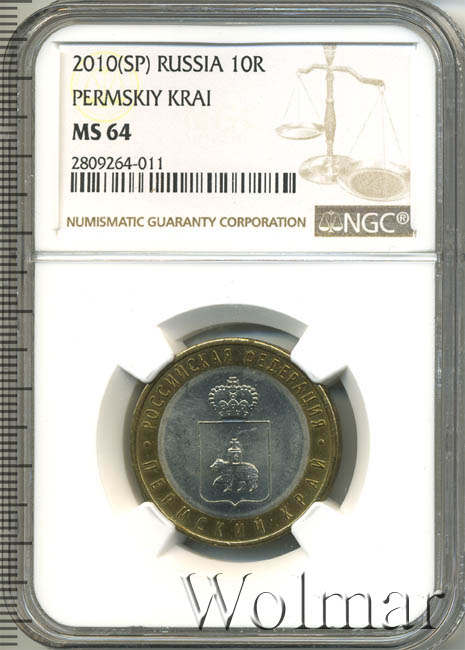 2010(SP) RUSSIA 10R
PERMSKIY KRAI
MS 64
2809264-011
NUMISMATIC GUARANTY CORPORATION
NGC®
РОССИЙСКАЯ ФЕДЕРАЦИЯ
ПЕРМСКИЙ КРАЙ
Wolmar